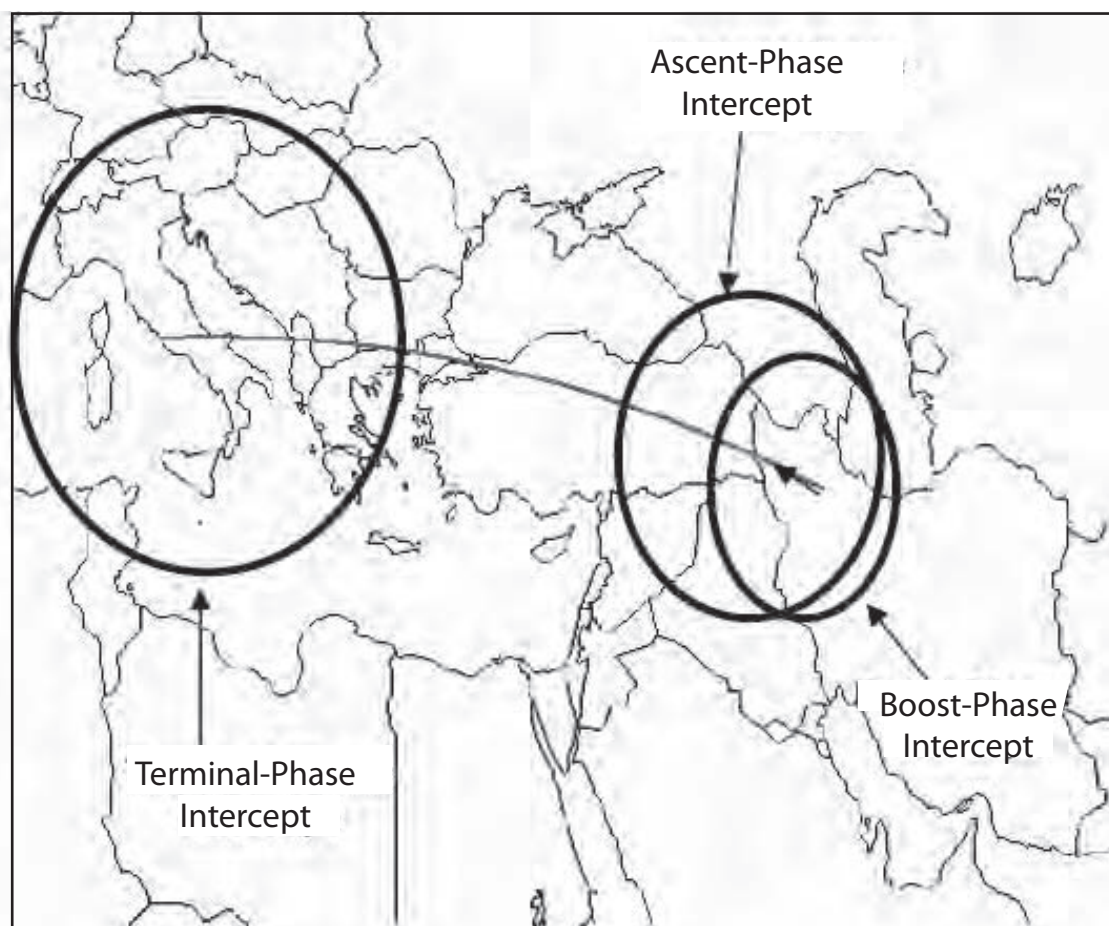 Ascent-Phase
Intercept
Boost-Phase
Intercept
Terminal-Phase
Intercept